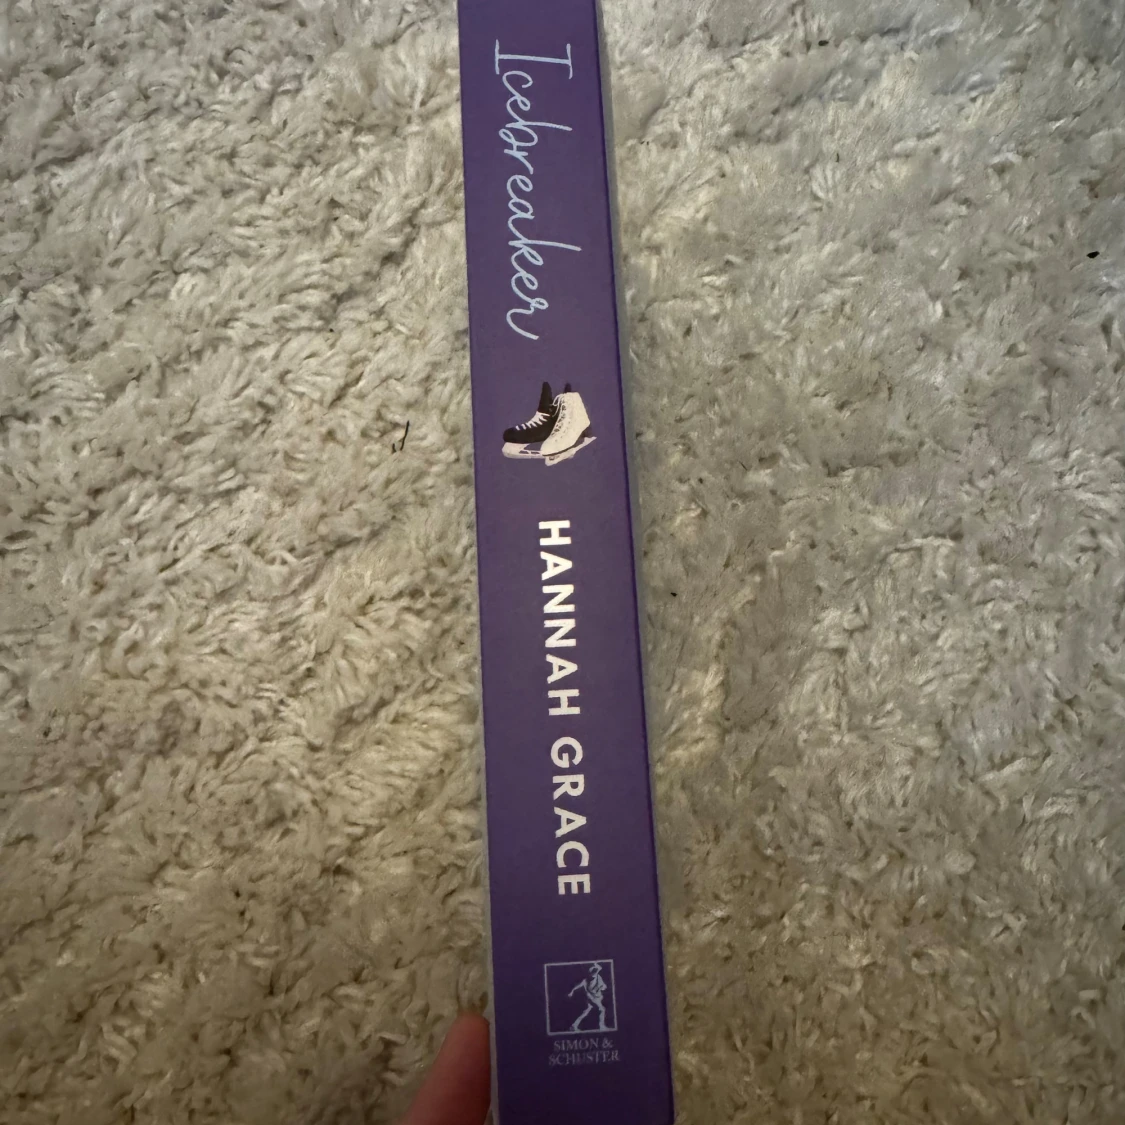 Icebreaker
HANNAH GRACE
SIMON &
SCHUSTER